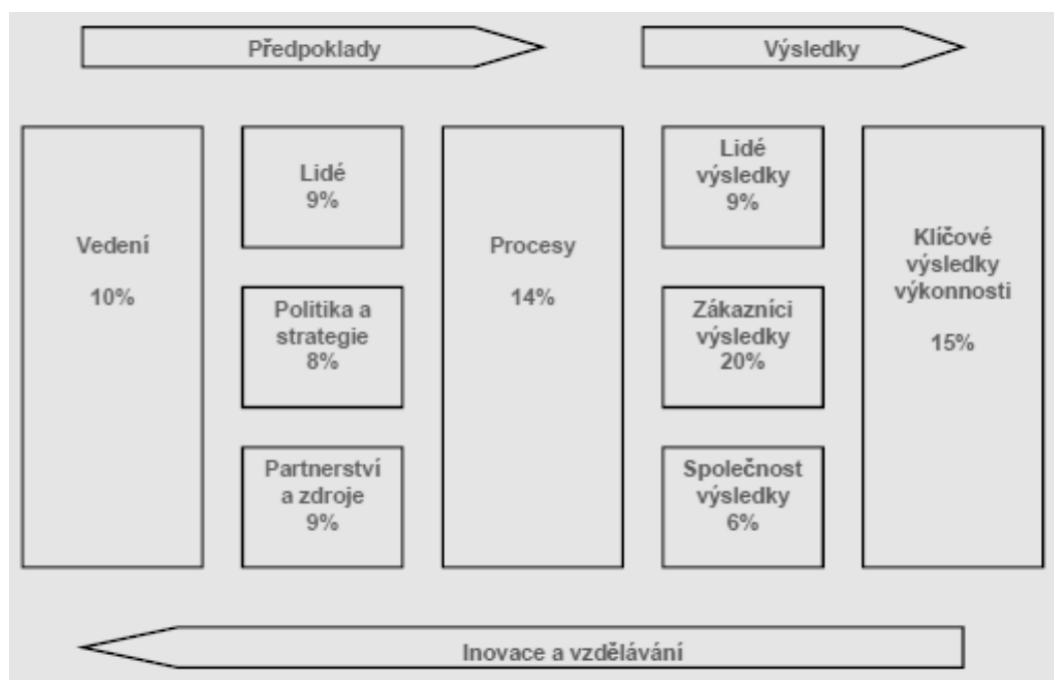 Předpoklady
Výsledky
Vedení
10%
Lidé
9%
Politika a
strategie
8%
Partnerství
a zdroje
9%
Procesy
14%
Lidé
výsledky
9%
Zákazníci
výsledky
20%
Společnost
výsledky
6%
Klíčové
výsledky
výkonnosti
15%
Inovace a vzdělávání